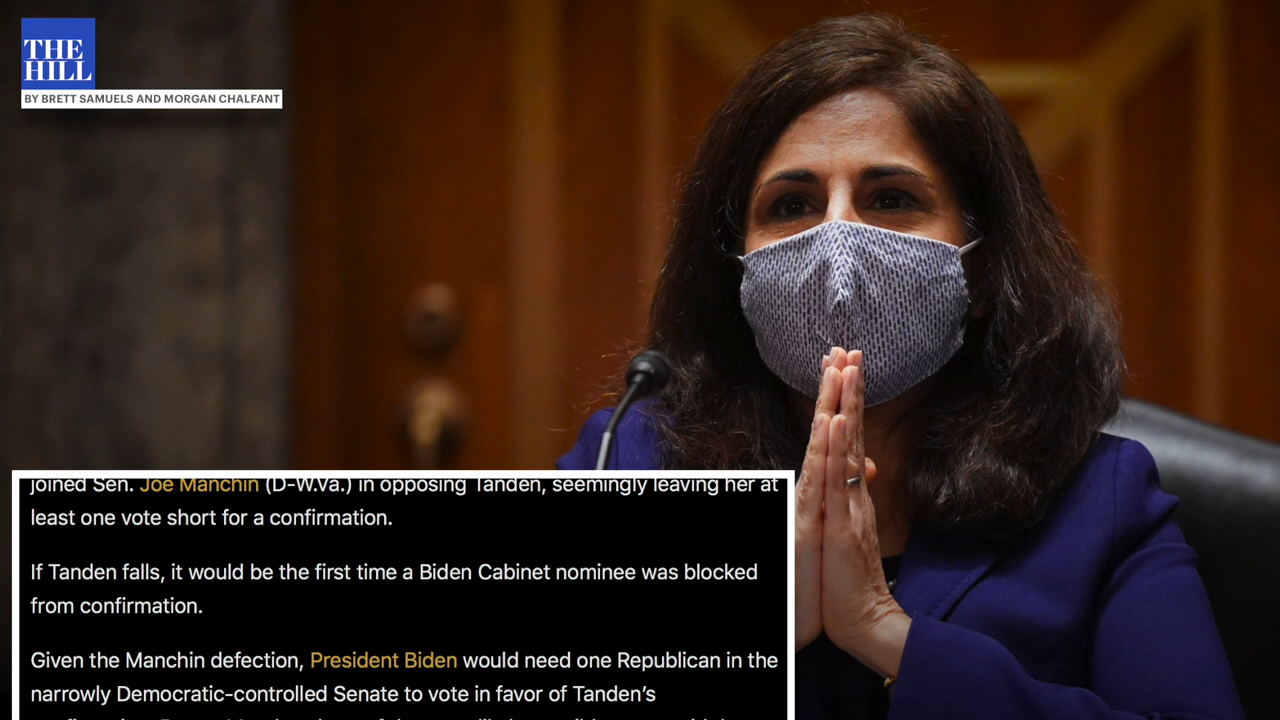 THE
HILL
BY BRETT SAMUELS AND MORGAN CHALFANT
joined Sen. Joe Manchin (D-W.Va.) in opposing Tanden, seemingly leaving her at
least one vote short for a confirmation.
If Tanden falls, it would be the first time a Biden Cabinet nominee was blocked
from confirmation.
Given the Manchin defection, President Biden would need one Republican in the
narrowly Democratic-controlled Senate to vote in favor of Tanden’s